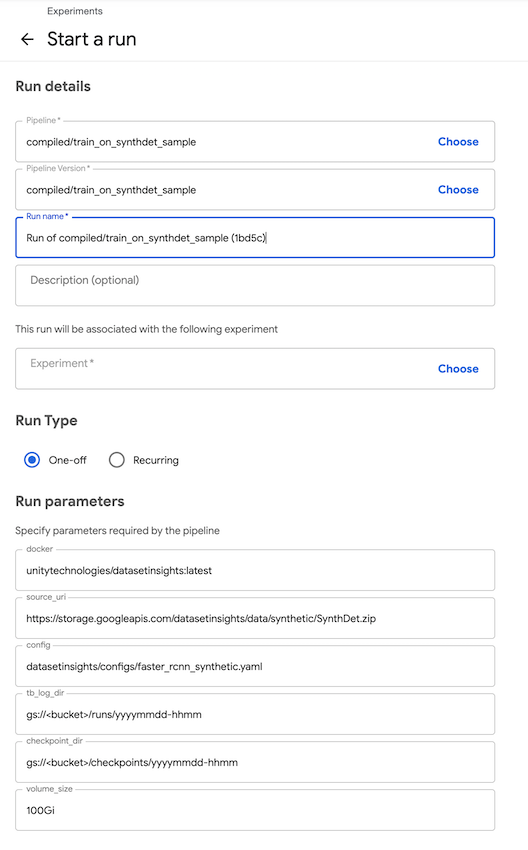 Experiments
Start a run
Run details
Pipeline*
compiled/train_on_synthdet_sample
Choose
Pipeline Version*
compiled/train_on_synthdet_sample
Choose
Run name*
Run of compiled/train_on_synthdet_sample (1bd5c)
Description (optional)
This run will be associated with the following experiment
Experiment*
Choose
Run Type
One-off
Recurring
Run parameters
Specify parameters required by the pipeline
docker
unitytechnologies/datasetinsights:latest
source_uri
https://storage.googleapis.com/datasetinsights/data/synthetic/SynthDet.zip
config
datasetinsights/configs/faster_rcnn_synthetic.yaml
tb_log_dir
gs://<bucket>/runs/yyyymmdd-hhmm
checkpoint_dir
gs://<bucket>/checkpoints/yyyymmdd-hhmm
volume_size
100Gi